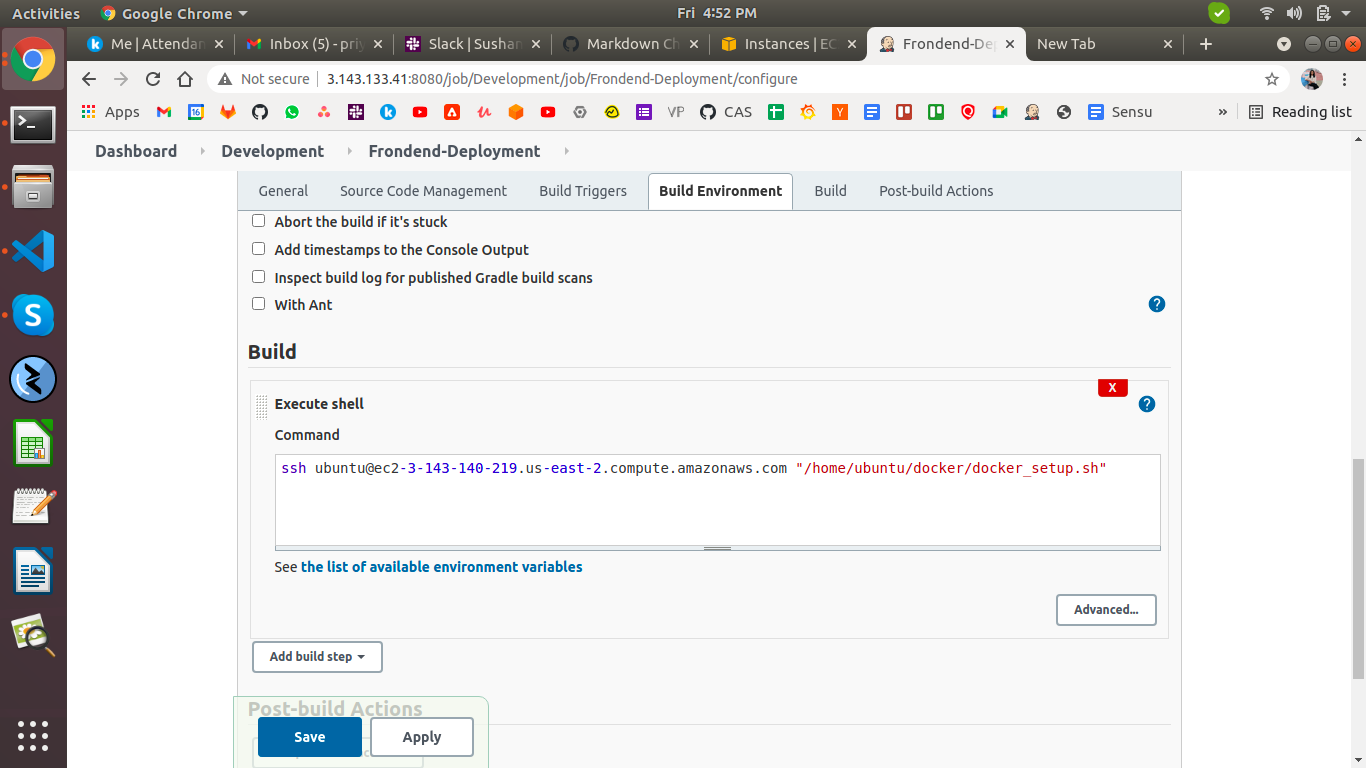 Activities Google Chrome Fri 4:52 PM
Me | Attendan Inbox (5) - priy Slack | Sushan Markdown Ch Instances | EC Frondend-De New Tab
Not secure 3.143.133.41:8080/job/Development/job/Frondend-Deployment/configure
Apps VP CAS Sensu » Reading list
Dashboard Development Frondend-Deployment
General Source Code Management Build Triggers Build Environment Build Post-build Actions
Abort the build if it's stuck
Add timestamps to the Console Output
Inspect build log for published Gradle build scans
With Ant ?
Build
X
Execute shell ?
Command
ssh ubuntu@ec2-3-143-140-219.us-east-2.compute.amazonaws.com "/home/ubuntu/docker/docker_setup.sh"
See the list of available environment variables
Advanced...
Add build step
Post-build Actions
Save Apply